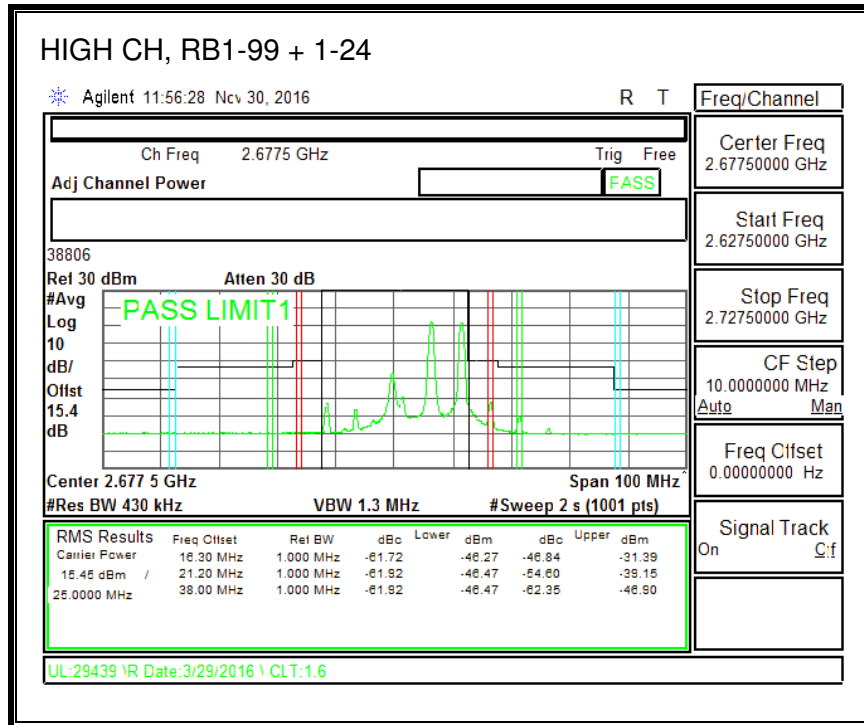 HIGH CH, RB1-99 + 1-24
Agilent 11:56:28 Nov 30, 2016 R T
Freq/Channel
Ch Freq 2.6775 GHz Trig Free
Adj Channel Power PASS
Center Freq
2.67750000 GHz
Start Freq
2.62750000 GHz
Stop Freq
2.72750000 GHz
CF Step
10.0000000 MHz
Auto Man
Freq Offset
0.00000000 Hz
Signal Track
On Off
38806
Ref 30 dBm Atten 30 dB
#Avg
Log
10
dB/
Offst
15.4
dB
PASS LIMIT1
Center 2.677 5 GHz Span 100 MHz
#Res BW 430 kHz VBW 1.3 MHz #Sweep 2 s (1001 pts)
RMS Results Freq Offset Ref BW dBc Lower dBm dBc Upper dBm
Carrier Power 16.30 MHz 1.000 MHz -61.72 -46.27 -46.84 -31.39
15.45 dBm / 21.20 MHz 1.000 MHz -61.92 -46.47 -54.60 -39.15
25.0000 MHz 38.00 MHz 1.000 MHz -61.92 -46.47 -62.35 -46.90
UL:29439 \R Date:3/29/2016 \ CLT:1.6